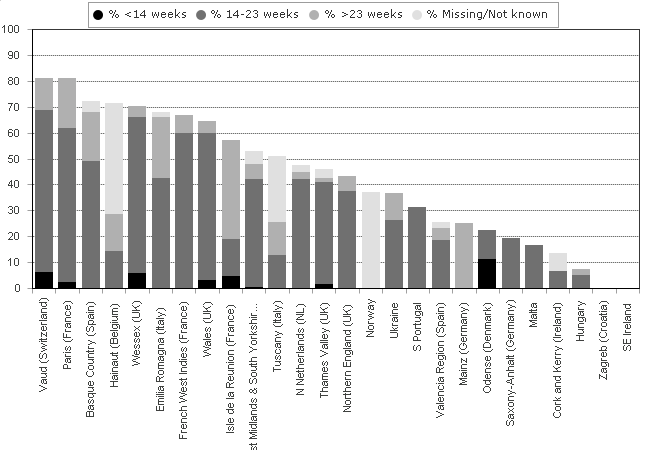 % <14 weeks % 14-23 weeks % >23 weeks % Missing/Not known
100
90
80
70
60
50
40
30
20
10
0
Vaud (Switzerland)
Paris (France)
Basque Country (Spain)
Hainaut (Belgium)
Wessex (UK)
Emilia Romagna (Italy)
French West Indies (France)
Wales (UK)
Isle de la Reunion (France)
st Midlands & South Yorkshir...
Tuscany (Italy)
N Netherlands (NL)
Thames Valley (UK)
Northern England (UK)
Norway
Ukraine
S Portugal
Valencia Region (Spain)
Mainz (Germany)
Odense (Denmark)
Saxony-Anhalt (Germany)
Malta
Cork and Kerry (Ireland)
Hungary
Zagreb (Croatia)
SE Ireland